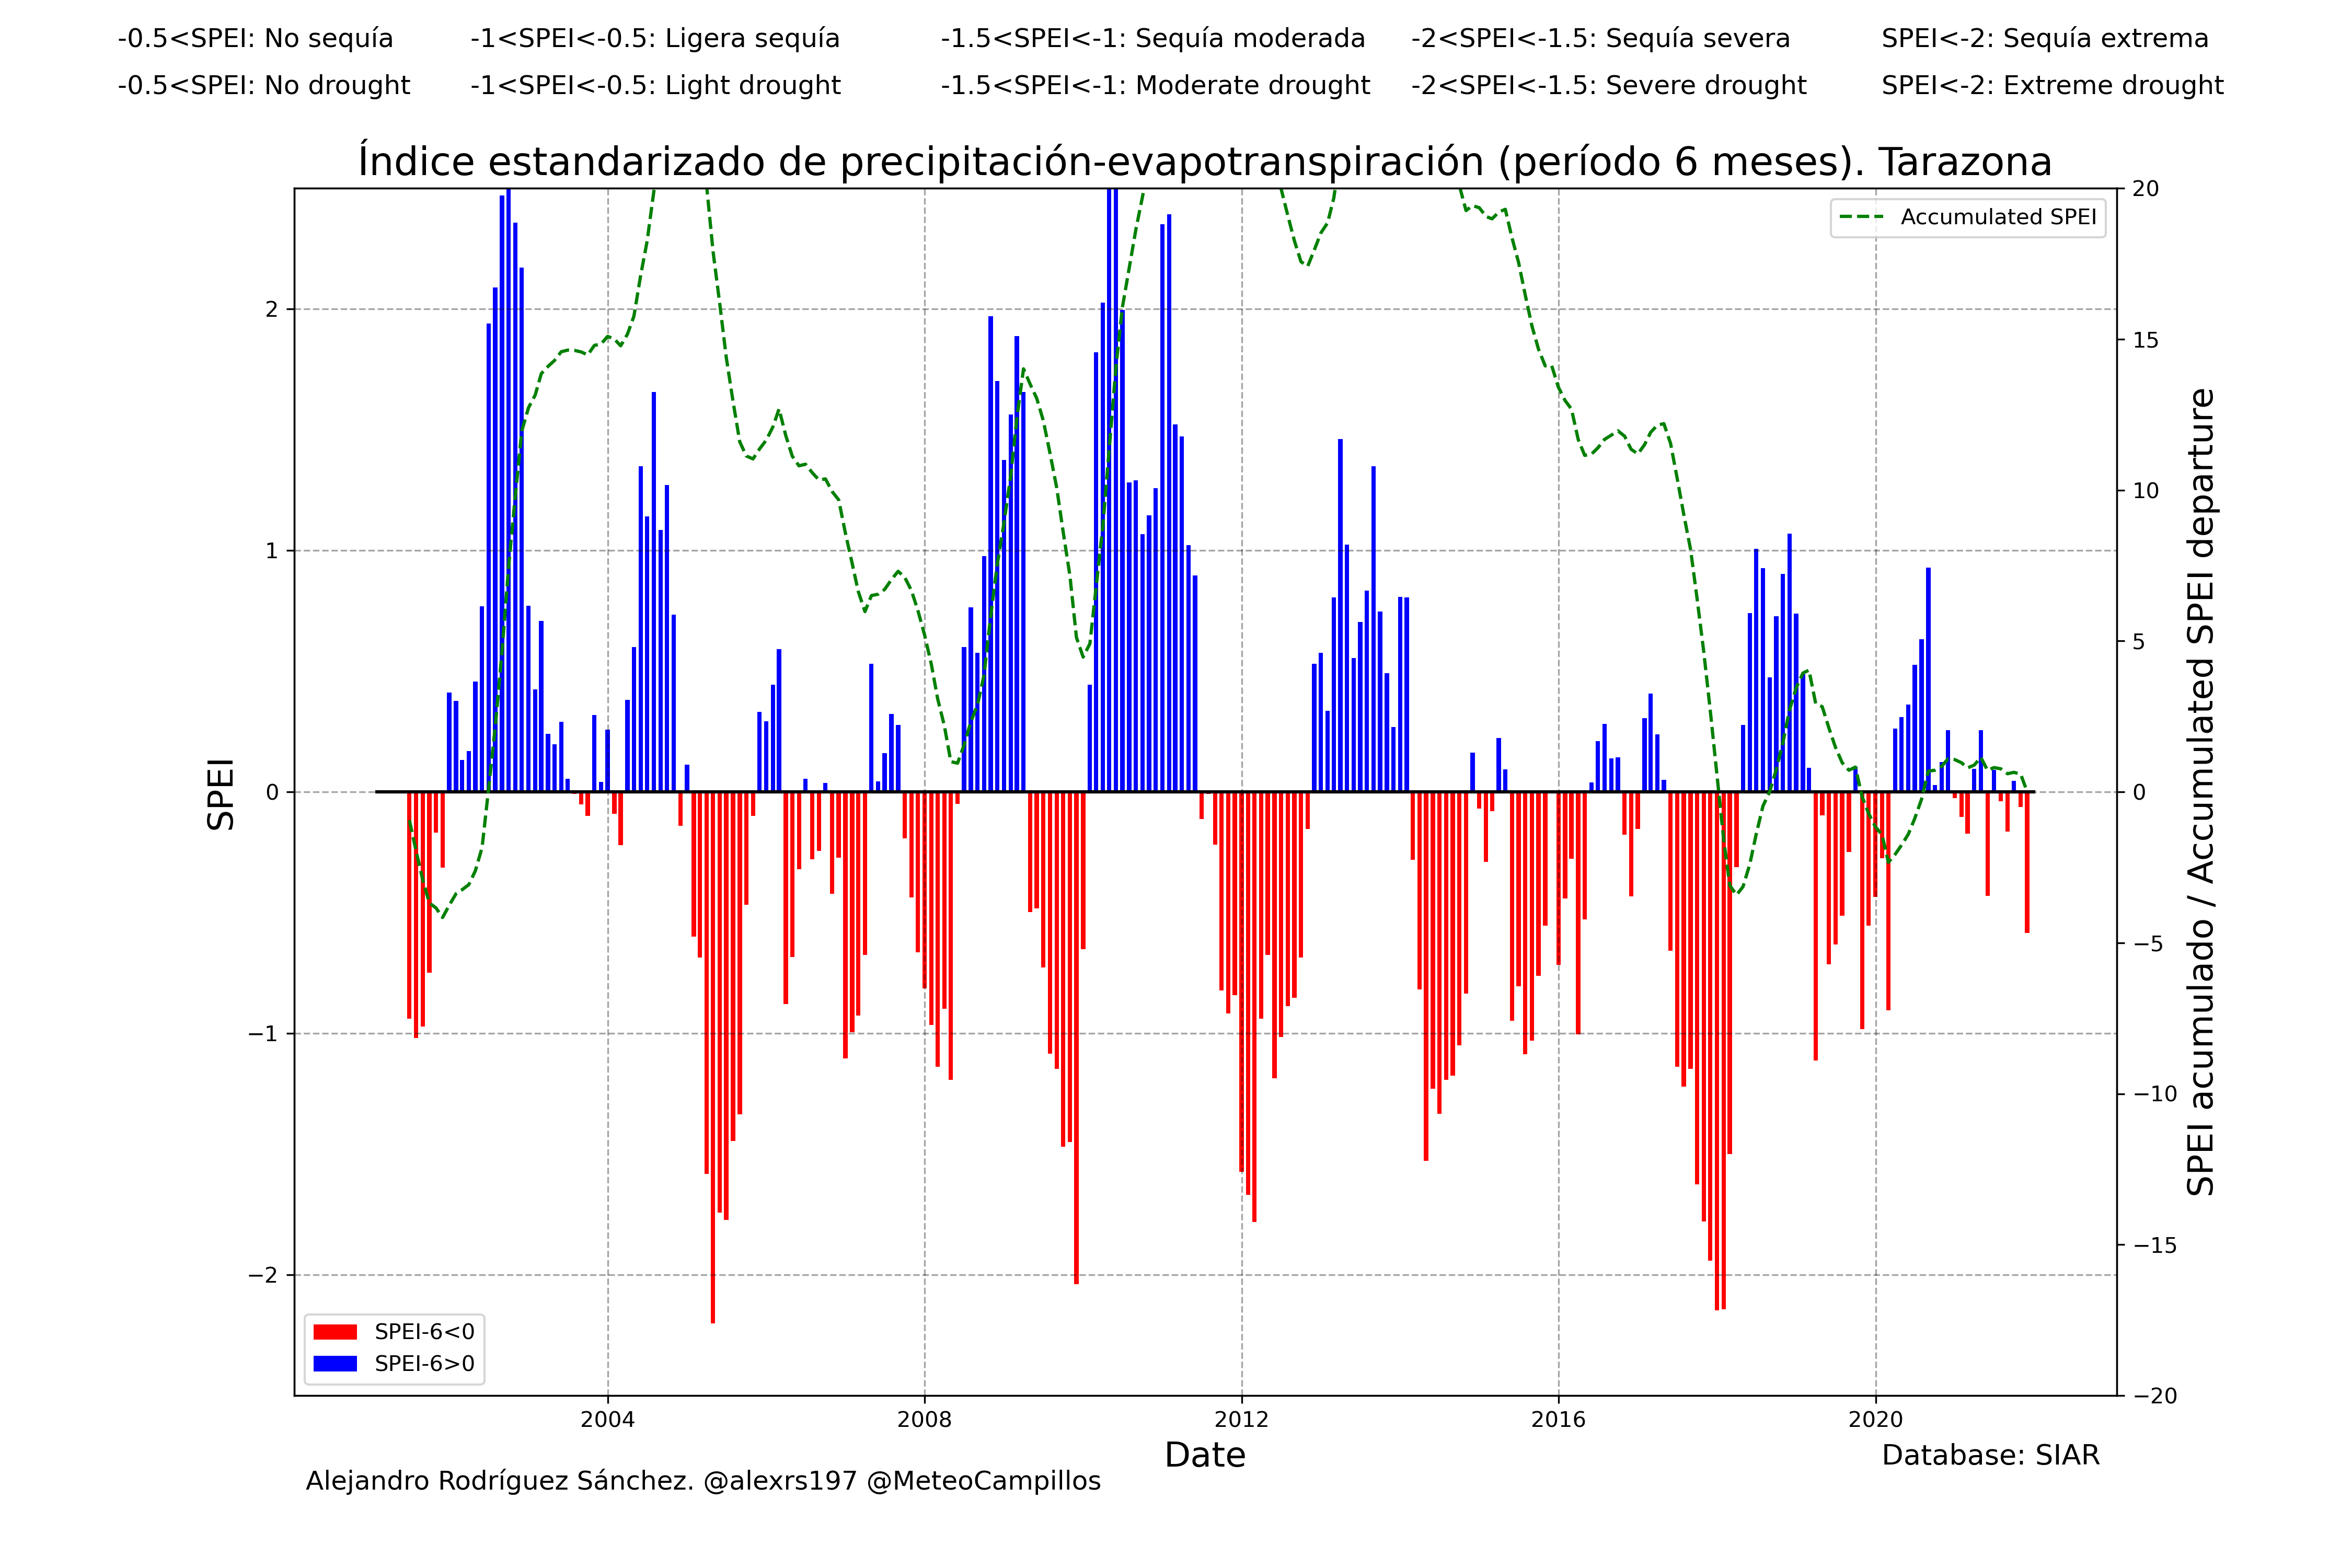 -0.5<SPEI: No sequía -1<SPEI<-0.5: Ligera sequía -1.5<SPEI<-1: Sequía moderada -2<SPEI<-1.5: Sequía severa SPEI<-2: Sequía extrema
-0.5<SPEI: No drought -1<SPEI<-0.5: Light drought -1.5<SPEI<-1: Moderate drought -2<SPEI<-1.5: Severe drought SPEI<-2: Extreme drought
Índice estandarizado de precipitación-evapotranspiración (período 6 meses). Tarazona
SPEI
2
1
0
−1
−2
Accumulated SPEI
20
15
10
5
0
−5
−10
−15
−20
SPEI acumulado / Accumulated SPEI departure
SPEI-6<0
SPEI-6>0
2004 2008 2012 2016 2020
Date
Database: SIAR
Alejandro Rodríguez Sánchez. @alexrs197 @MeteoCampillos